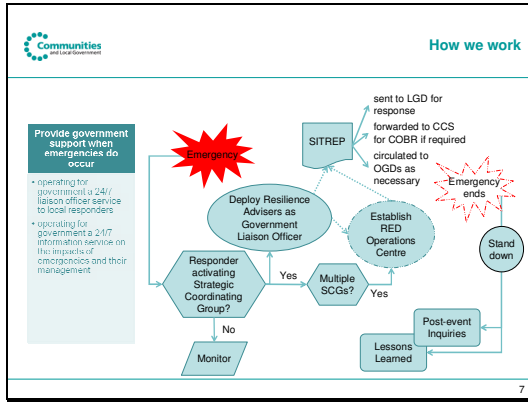 Communities
and Local Government
How we work
Provide government
support when
emergencies do
occur
• operating for
government a 24/7
liaison officer service
to local responders
• operating for
government a 24/7
information service on
the impacts of
emergencies and their
management
Emergency
SITREP
sent to LGD for
response
forwarded to CCS
for COBR if required
circulated to
OGDs as
necessary
Emergency
ends
Deploy Resilience
Advisers as
Government
Liaison Officer
Establish
RED
Operations
Centre
Stand
down
Responder
activating
Strategic
Coordinating
Group?
Yes
Multiple
SCGs?
Yes
No
Monitor
Post-event
Inquiries
Lessons
Learned
7